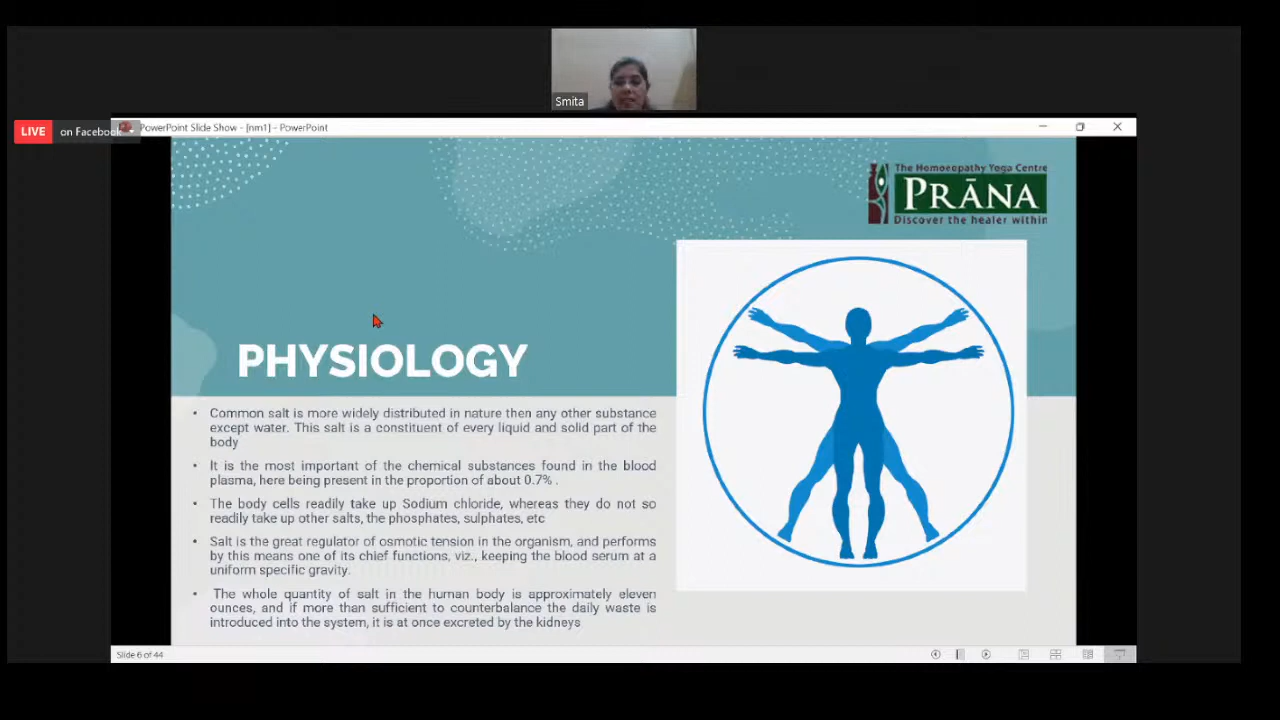 Smita
LIVE on Facebook
PowerPoint Slide Show - [nm1] - PowerPoint
The Homoeopathy Yoga Centre
PRĀNA
Discover the healer within
PHYSIOLOGY
• Common salt is more widely distributed in nature then any other substance
except water. This salt is a constituent of every liquid and solid part of the
body
• It is the most important of the chemical substances found in the blood
plasma, here being present in the proportion of about 0.7% .
• The body cells readily take up Sodium chloride, whereas they do not so
readily take up other salts, the phosphates, sulphates, etc
• Salt is the great regulator of osmotic tension in the organism, and performs
by this means one of its chief functions, viz., keeping the blood serum at a
uniform specific gravity.
• The whole quantity of salt in the human body is approximately eleven
ounces, and if more than sufficient to counterbalance the daily waste is
introduced into the system, it is at once excreted by the kidneys
Slide 6 of 44